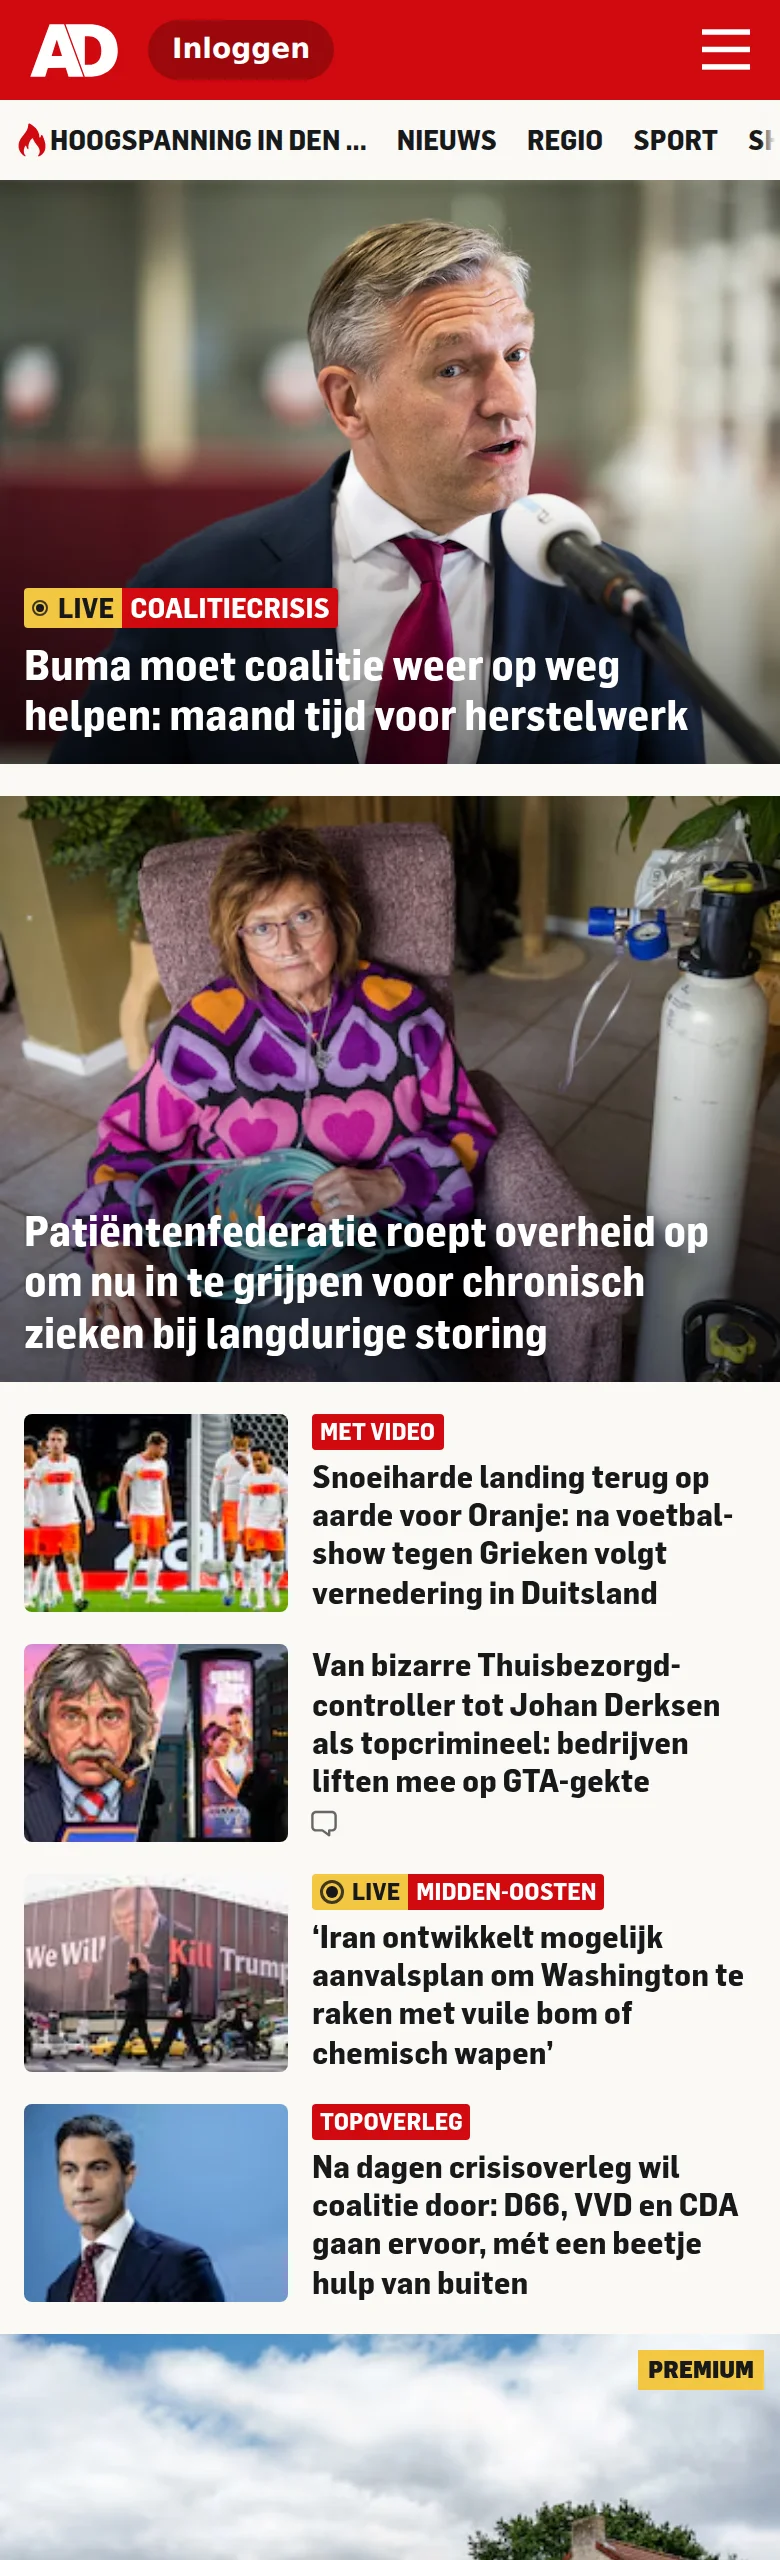 AD
Inloggen
HOOGSPANNING IN DEN ...
NIEUWS
REGIO
SPORT
LIVE COALITIECRISIS
Buma moet coalitie weer op weg
helpen: maand tijd voor herstelwerk
Patiëntenfederatie roept overheid op
om nu in te grijpen voor chronisch
zieken bij langdurige storing
MET VIDEO
Snoeiharde landing terug op
aarde voor Oranje: na voetbal-
show tegen Grieken volgt
vernedering in Duitsland
Van bizarre Thuisbezorgd-
controller tot Johan Derksen
als topcrimineel: bedrijven
liften mee op GTA-gekte
We Will Kill Trump
LIVE MIDDEN-OOSTEN
‘Iran ontwikkelt mogelijk
aanvalsplan om Washington te
raken met vuile bom of
chemisch wapen’
TOPOVERLEG
Na dagen crisisoverleg wil
coalitie door: D66, VVD en CDA
gaan ervoor, mét een beetje
hulp van buiten
PREMIUM